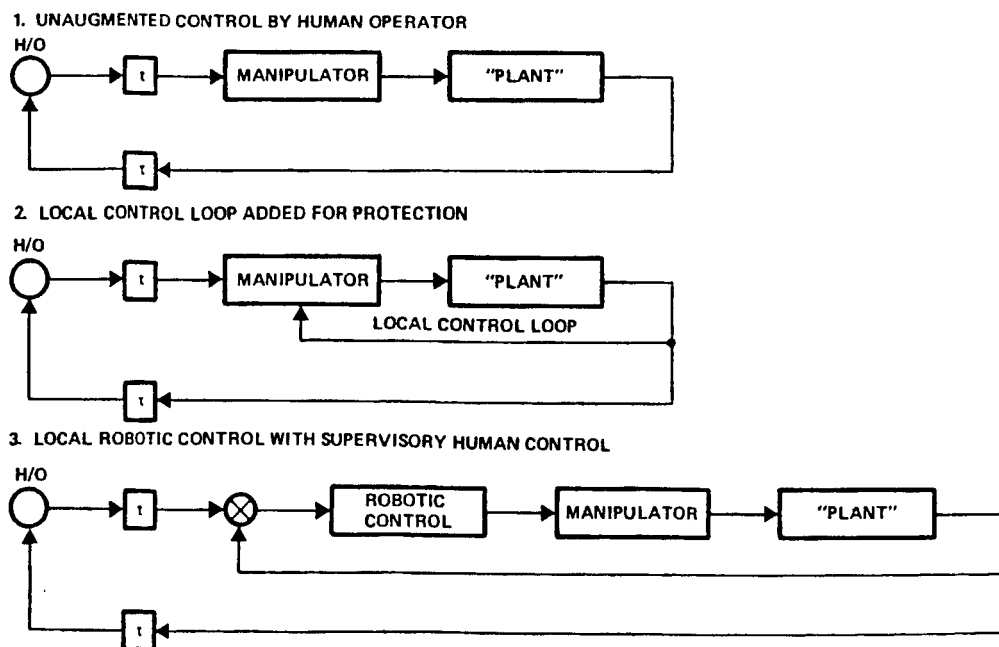 1. UNAUGMENTED CONTROL BY HUMAN OPERATOR
H/O
τ
MANIPULATOR
"PLANT"
τ
2. LOCAL CONTROL LOOP ADDED FOR PROTECTION
H/O
τ
MANIPULATOR
"PLANT"
LOCAL CONTROL LOOP
τ
3. LOCAL ROBOTIC CONTROL WITH SUPERVISORY HUMAN CONTROL
H/O
τ
ROBOTIC
CONTROL
MANIPULATOR
"PLANT"
τ